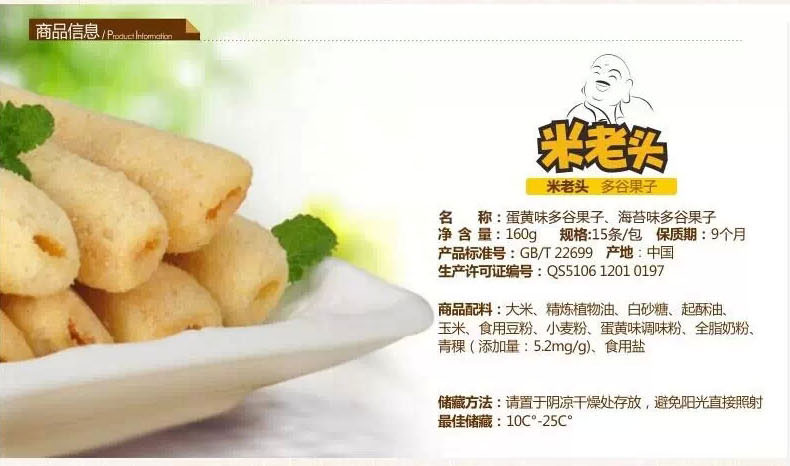 商品信息 / Product Information
米老头
米老头 多谷果子
名 称：蛋黄味多谷果子、海苔味多谷果子
净 含 量：160g 规格:15条/包 保质期：9个月
产品标准号：GB/T 22699 产地：中国
生产许可证编号：QS5106 1201 0197
商品配料：大米、精炼植物油、白砂糖、起酥油、
玉米、食用豆粉、小麦粉、蛋黄味调味粉、全脂奶粉、
青稞（添加量：5.2mg/g)、食用盐
储藏方法：请置于阴凉干燥处存放，避免阳光直接照射
最佳储藏：10C°-25C°